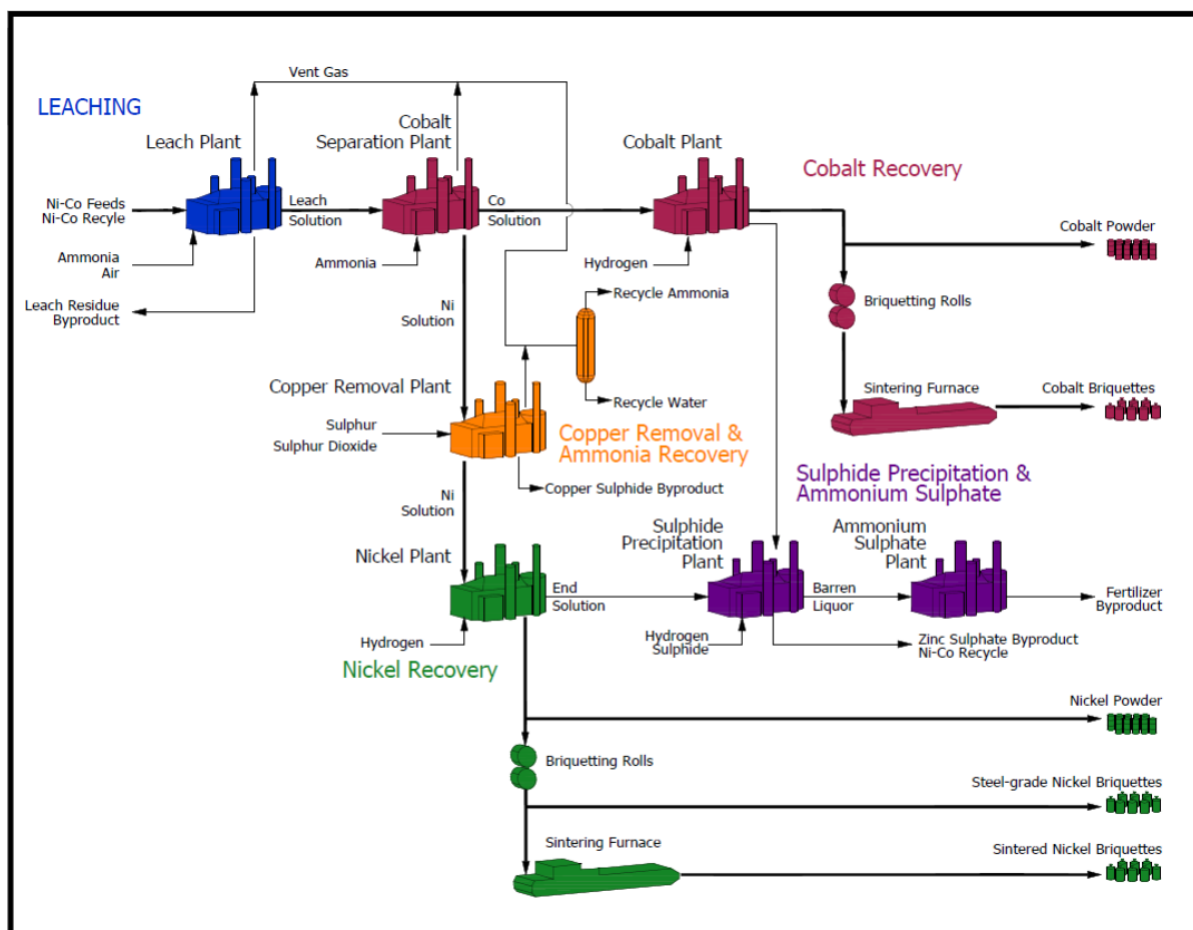 Vent Gas
LEACHING
Leach Plant
Cobalt
Separation Plant
Cobalt Plant
Cobalt Recovery
Ni-Co Feeds
Ni-Co Recyle
Leach
Solution
Co
Solution
Cobalt Powder
Ammonia
Air
Ammonia
Hydrogen
Leach Residue
Byproduct
Recycle Ammonia
Briquetting Rolls
Ni
Solution
Copper Removal Plant
Recycle Water
Sintering Furnace
Cobalt Briquettes
Sulphur
Sulphur Dioxide
Copper Removal &
Ammonia Recovery
Copper Sulphide Byproduct
Sulphide Precipitation &
Ammonium Sulphate
Ni
Solution
Nickel Plant
Sulphide
Precipitation
Plant
Ammonium
Sulphate
Plant
End
Solution
Barren
Liquor
Fertilizer
Byproduct
Hydrogen
Hydrogen
Sulphide
Zinc Sulphate Byproduct
Ni-Co Recycle
Nickel Recovery
Nickel Powder
Briquetting Rolls
Steel-grade Nickel Briquettes
Sintering Furnace
Sintered Nickel Briquettes